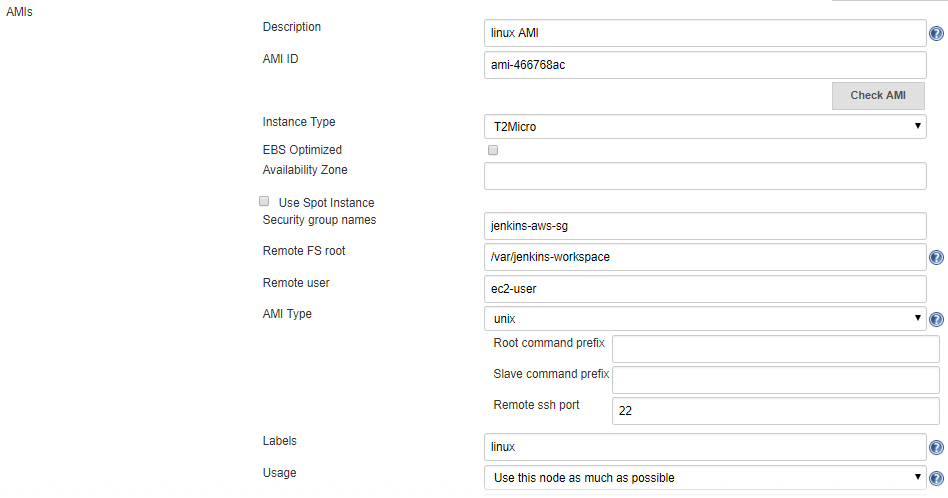 AMIs
Description linux AMI
AMI ID ami-466768ac
Check AMI
Instance Type T2Micro
EBS Optimized
Availability Zone
Use Spot Instance
Security group names jenkins-aws-sg
Remote FS root /var/jenkins-workspace
Remote user ec2-user
AMI Type unix
Root command prefix
Slave command prefix
Remote ssh port 22
Labels linux
Usage Use this node as much as possible